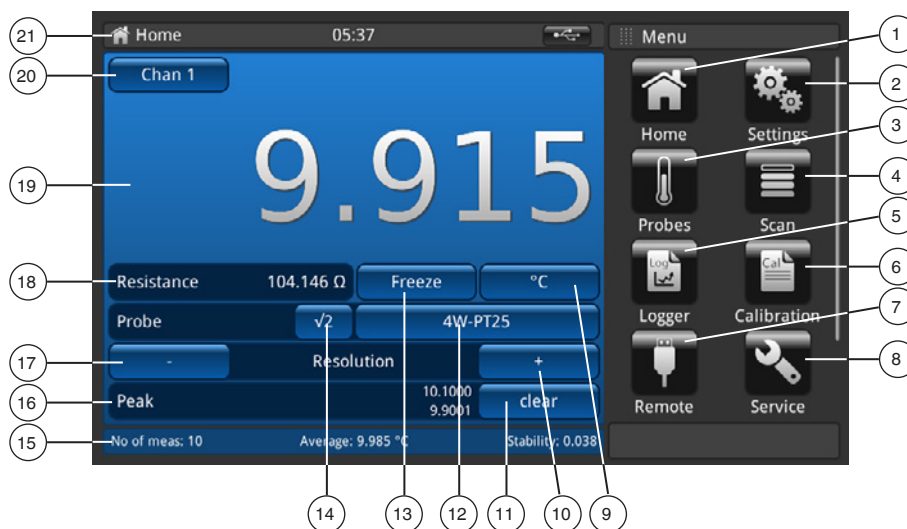 21 Home 05:37 Menu 1
20 Chan 1 2
9.915
Home Settings
3
19
4
Probes Scan
5
18 Resistance 104.146 Ω Freeze °C
Log Cal 6
Logger Calibration
Probe √2 4W-PT25
7
17 - Resolution +
8
16 Peak 10.1000 9.9001 clear
Remote Service
15 No of meas: 10 Average: 9.985 °C Stability: 0.038
14 13 12 11 10 9